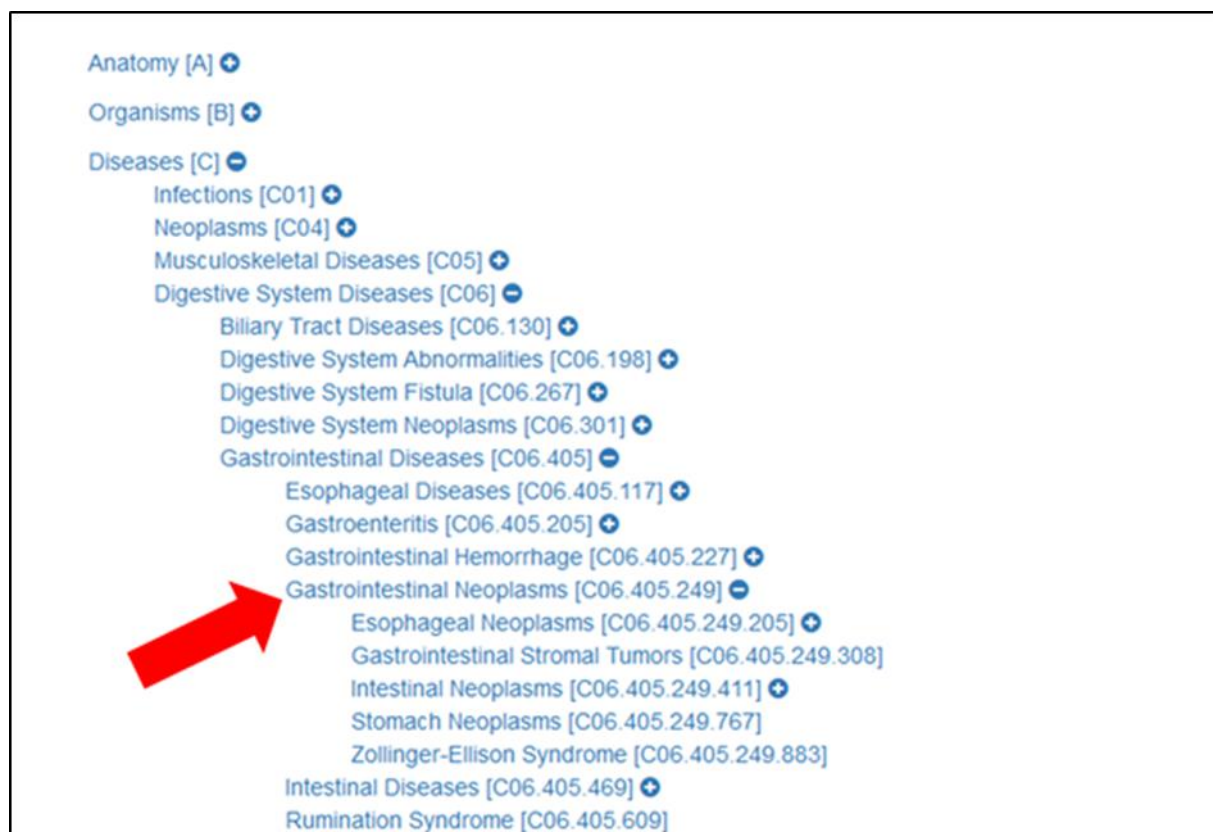 Anatomy [A]
Organisms [B]
Diseases [C]
Infections [C01]
Neoplasms [C04]
Musculoskeletal Diseases [C05]
Digestive System Diseases [C06]
Biliary Tract Diseases [C06.130]
Digestive System Abnormalities [C06.198]
Digestive System Fistula [C06.267]
Digestive System Neoplasms [C06.301]
Gastrointestinal Diseases [C06.405]
Esophageal Diseases [C06.405.117]
Gastroenteritis [C06.405.205]
Gastrointestinal Hemorrhage [C06.405.227]
Gastrointestinal Neoplasms [C06.405.249]
Esophageal Neoplasms [C06.405.249.205]
Gastrointestinal Stromal Tumors [C06.405.249.308]
Intestinal Neoplasms [C06.405.249.411]
Stomach Neoplasms [C06.405.249.767]
Zollinger-Ellison Syndrome [C06.405.249.883]
Intestinal Diseases [C06.405.469]
Rumination Syndrome [C06.405.609]